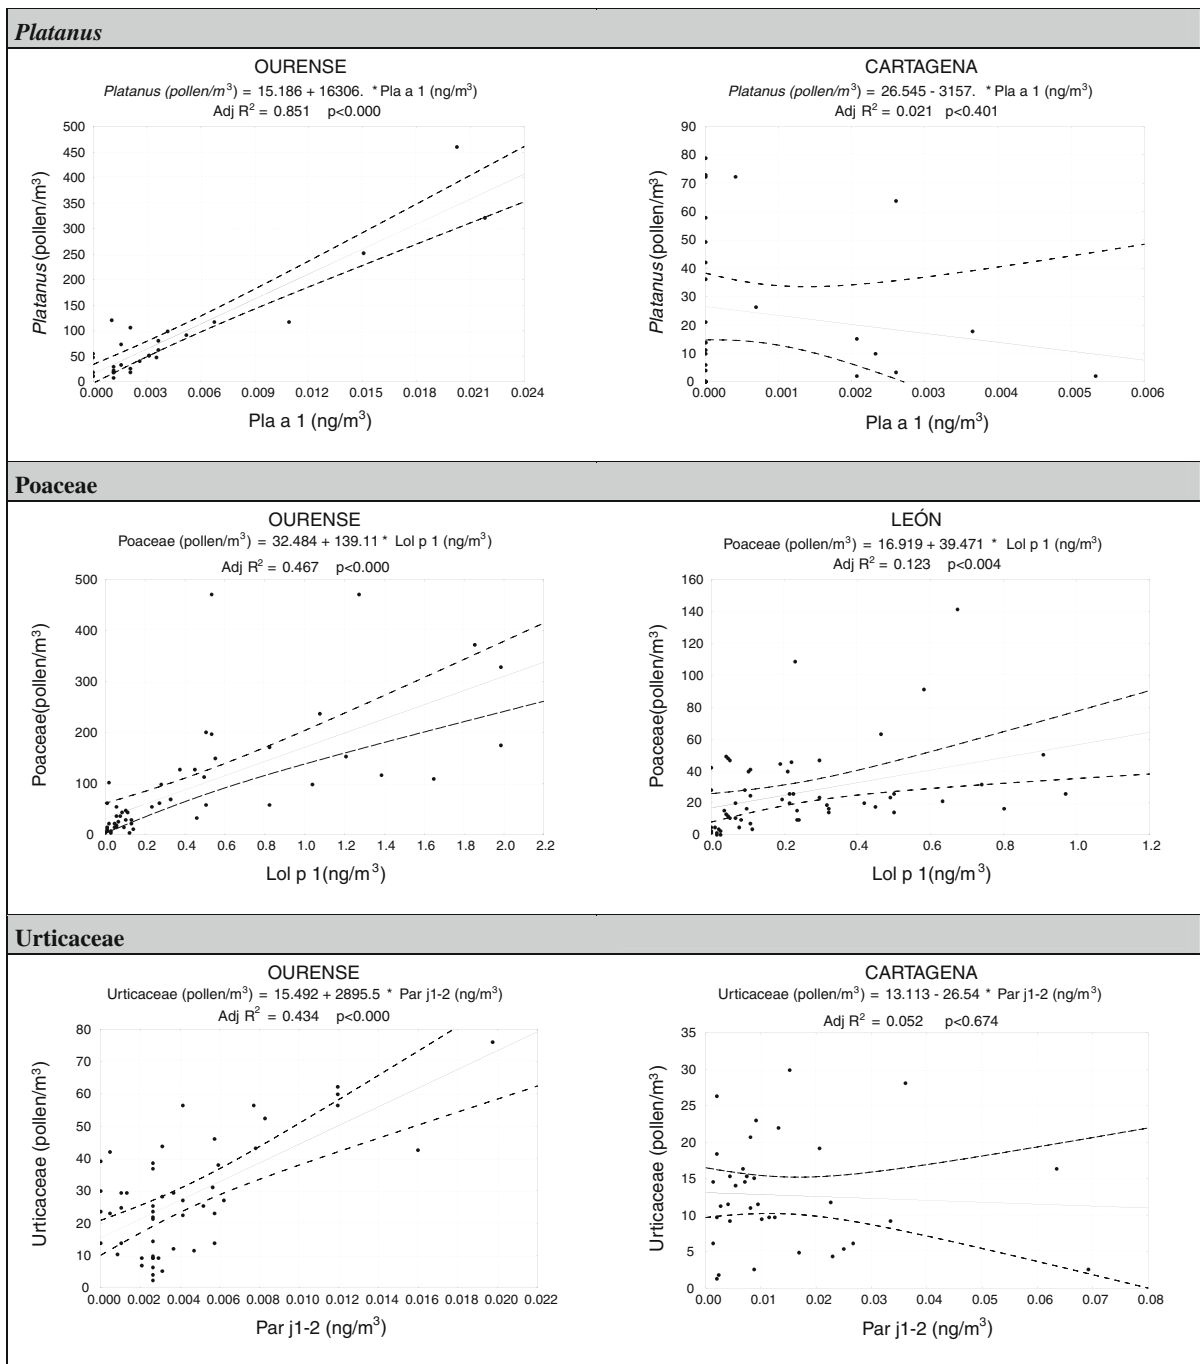 Platanus
OURENSE
Platanus (pollen/m³) = 15.186 + 16306. * Pla a 1 (ng/m³)
Adj R² = 0.851 p<0.000
500
450
400
350
300
250
200
150
100
50
0
Platanus (pollen/m³)
0.000 0.003 0.006 0.009 0.012 0.015 0.018 0.021 0.024
Pla a 1 (ng/m³)
CARTAGENA
Platanus (pollen/m³) = 26.545 - 3157. * Pla a 1 (ng/m³)
Adj R² = 0.021 p<0.401
90
80
70
60
50
40
30
20
10
0
Platanus (pollen/m³)
0.000 0.001 0.002 0.003 0.004 0.005 0.006
Pla a 1 (ng/m³)
Poaceae
OURENSE
Poaceae (pollen/m³) = 32.484 + 139.11 * Lol p 1 (ng/m³)
Adj R² = 0.467 p<0.000
500
400
300
200
100
0
Poaceae(pollen/m³)
0.0 0.2 0.4 0.6 0.8 1.0 1.2 1.4 1.6 1.8 2.0 2.2
Lol p 1(ng/m³)
LEÓN
Poaceae (pollen/m³) = 16.919 + 39.471 * Lol p 1 (ng/m³)
Adj R² = 0.123 p<0.004
160
140
120
100
80
60
40
20
0
Poaceae(pollen/m³)
0.0 0.2 0.4 0.6 0.8 1.0 1.2
Lol p 1(ng/m³)
Urticaceae
OURENSE
Urticaceae (pollen/m³) = 15.492 + 2895.5 * Par j1-2 (ng/m³)
Adj R² = 0.434 p<0.000
80
70
60
50
40
30
20
10
0
Urticaceae (pollen/m³)
0.000 0.002 0.004 0.006 0.008 0.010 0.012 0.014 0.016 0.018 0.020 0.022
Par j1-2 (ng/m³)
CARTAGENA
Urticaceae (pollen/m³) = 13.113 - 26.54 * Par j1-2 (ng/m³)
Adj R² = 0.052 p<0.674
35
30
25
20
15
10
5
0
Urticaceae (pollen/m³)
0.00 0.01 0.02 0.03 0.04 0.05 0.06 0.07 0.08
Par j1-2 (ng/m³)